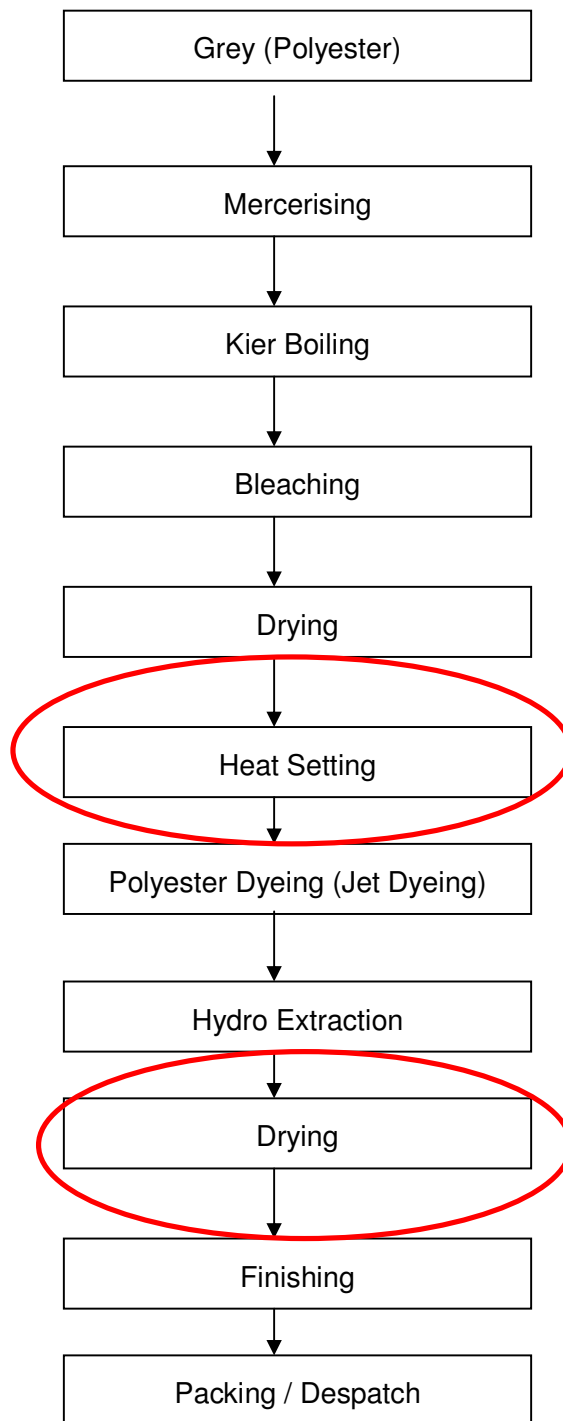 Grey (Polyester)
Mercerising
Kier Boiling
Bleaching
Drying
Heat Setting
Polyester Dyeing (Jet Dyeing)
Hydro Extraction
Drying
Finishing
Packing / Despatch